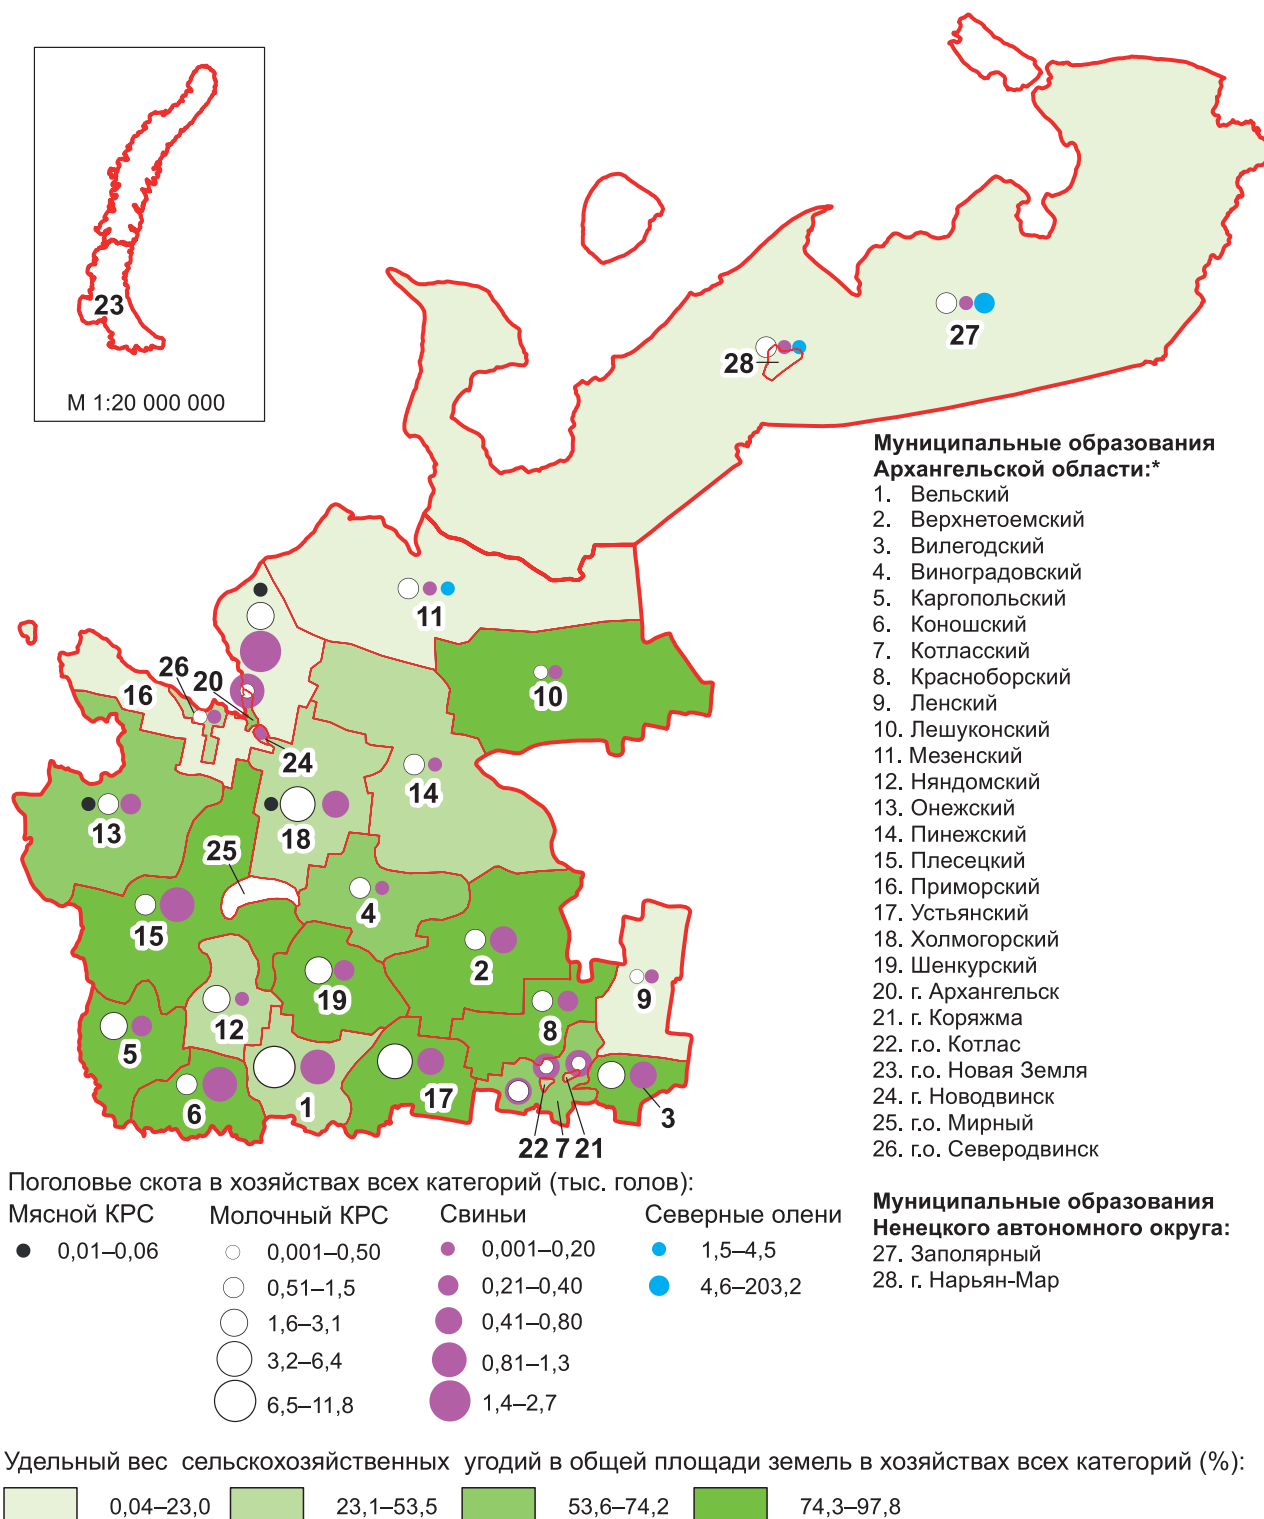 23
М 1:20 000 000
27
28
Муниципальные образования
Архангельской области:*
1. Вельский
2. Верхнетоемский
3. Вилегодский
4. Виноградовский
5. Каргопольский
6. Коношский
7. Котласский
8. Красноборский
9. Ленский
10. Лешуконский
11. Мезенский
12. Няндомский
13. Онежский
14. Пинежский
15. Плесецкий
16. Приморский
17. Устьянский
18. Холмогорский
19. Шенкурский
20. г. Архангельск
21. г. Коряжма
22. г.о. Котлас
23. г.о. Новая Земля
24. г. Новодвинск
25. г.о. Мирный
26. г.о. Северодвинск
Муниципальные образования
Ненецкого автономного округа:
27. Заполярный
28. г. Нарьян-Мар
11
26
20
16
10
24
14
13
18
25
4
15
2
19
9
12
8
5
1
17
6
3
22 7 21
Поголовье скота в хозяйствах всех категорий (тыс. голов):
Мясной КРС
0,01–0,06
Молочный КРС
0,001–0,50
0,51–1,5
1,6–3,1
3,2–6,4
6,5–11,8
Свиньи
0,001–0,20
0,21–0,40
0,41–0,80
0,81–1,3
1,4–2,7
Северные олени
1,5–4,5
4,6–203,2
Удельный вес сельскохозяйственных угодий в общей площади земель в хозяйствах всех категорий (%):
0,04–23,0 23,1–53,5 53,6–74,2 74,3–97,8